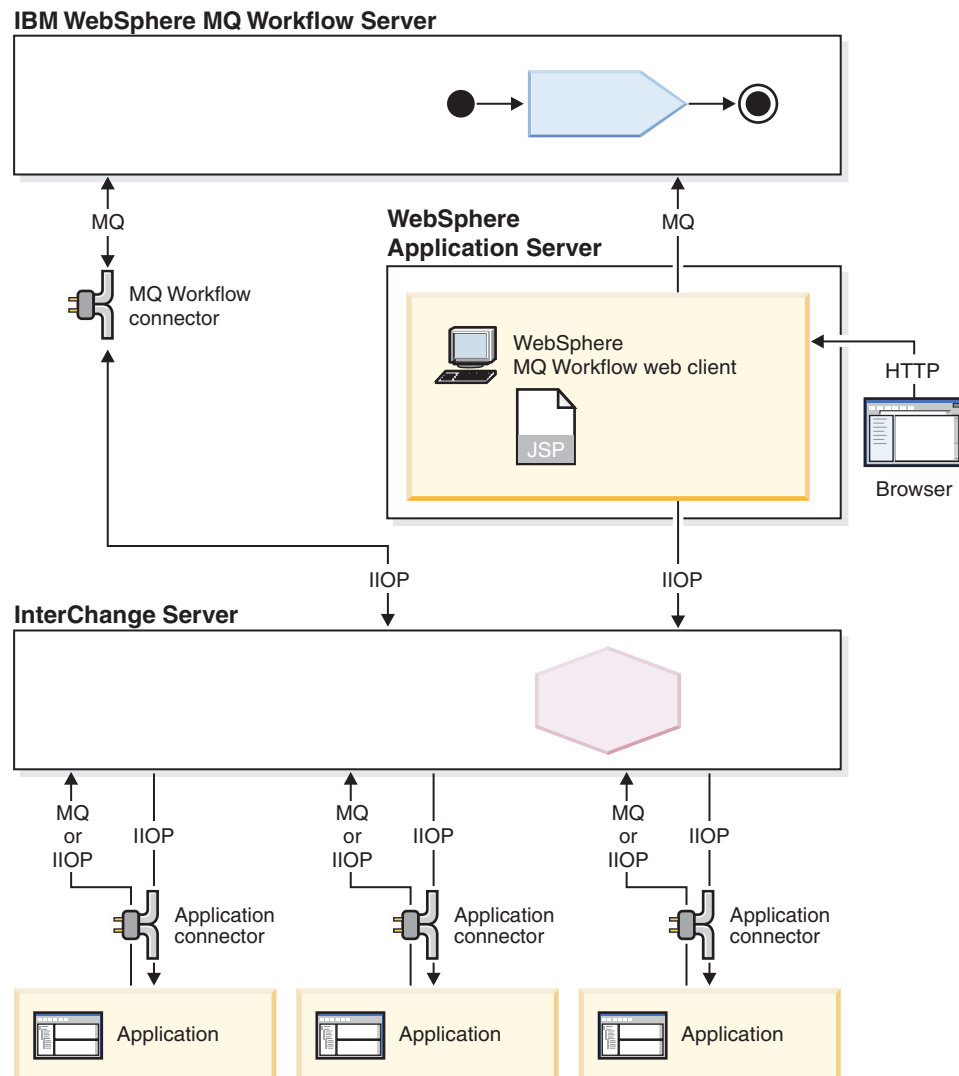 IBM WebSphere MQ Workflow Server
MQ
WebSphere
Application Server
MQ
MQ Workflow
connector
WebSphere
MQ Workflow web client
JSP
HTTP
Browser
IIOP
IIOP
InterChange Server
MQ
or
IIOP
IIOP
MQ
or
IIOP
IIOP
MQ
or
IIOP
IIOP
Application
connector
Application
connector
Application
connector
Application
Application
Application